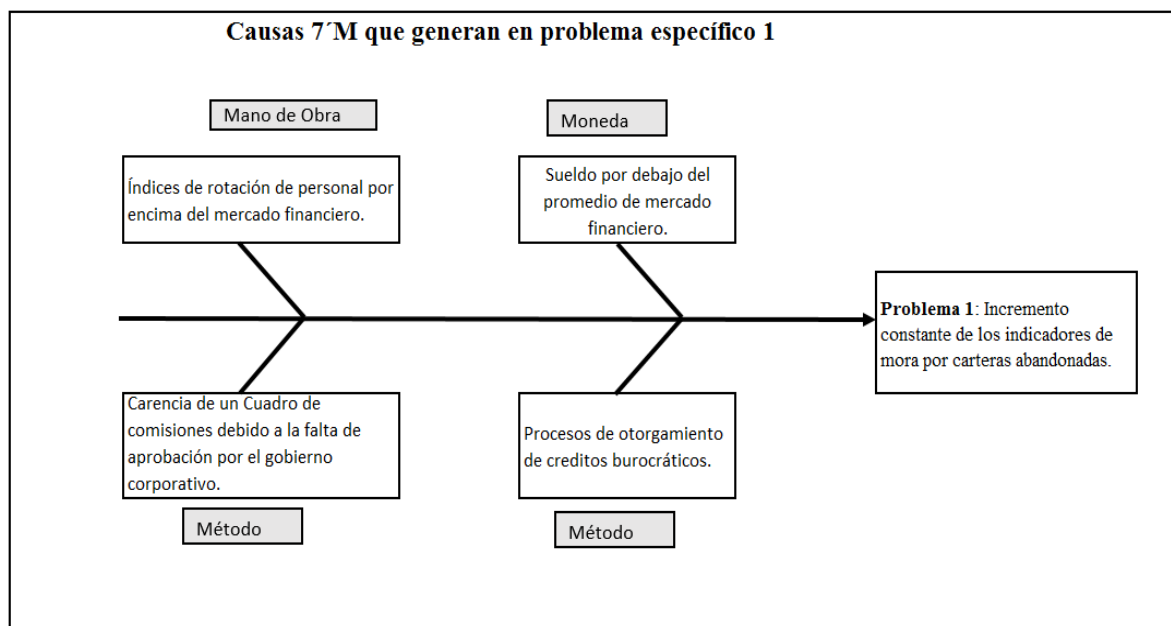 Causas 7´M que generan en problema específico 1
Mano de Obra
Moneda
Índices de rotación de personal por
encima del mercado financiero.
Sueldo por debajo del
promedio de mercado
financiero.
Problema 1: Incremento
constante de los indicadores de
mora por carteras abandonadas.
Carencia de un Cuadro de
comisiones debido a la falta de
aprobación por el gobierno
corporativo.
Procesos de otorgamiento
de creditos burocráticos.
Método
Método